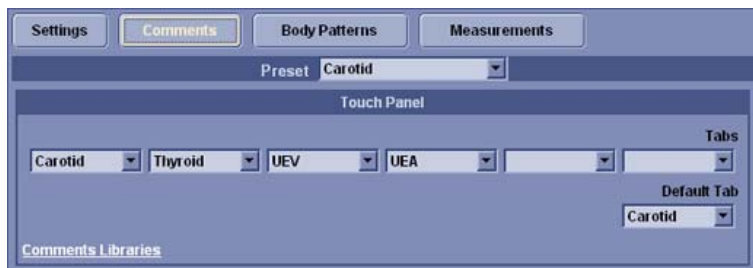 Settings Comments Body Patterns Measurements
Preset Carotid
Touch Panel
Tabs
Carotid Thyroid UEV UEA
Default Tab
Carotid
Comments Libraries